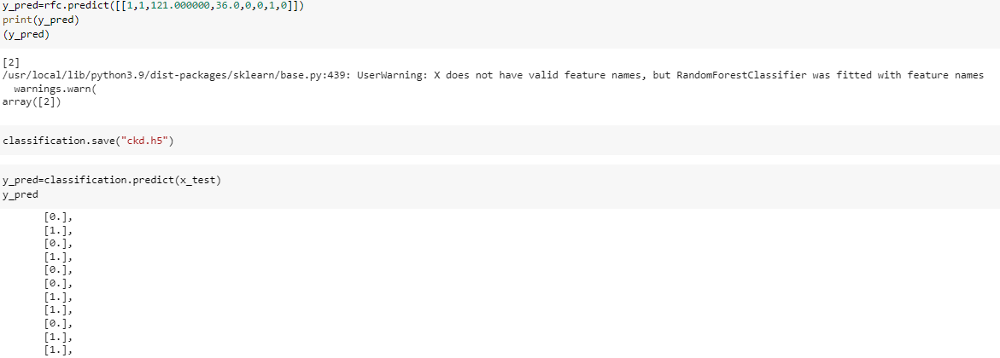 y_pred=rfc.predict([[1,1,121.000000,36.0,0,0,1,0]])
print(y_pred)
(y_pred)
[2]
/usr/local/lib/python3.9/dist-packages/sklearn/base.py:439: UserWarning: X does not have valid feature names, but RandomForestClassifier was fitted with feature names
  warnings.warn(
array([2])
classification.save("ckd.h5")
y_pred=classification.predict(x_test)
y_pred
[0.],
[1.],
[0.],
[1.],
[0.],
[0.],
[1.],
[1.],
[0.],
[1.],
[1.],